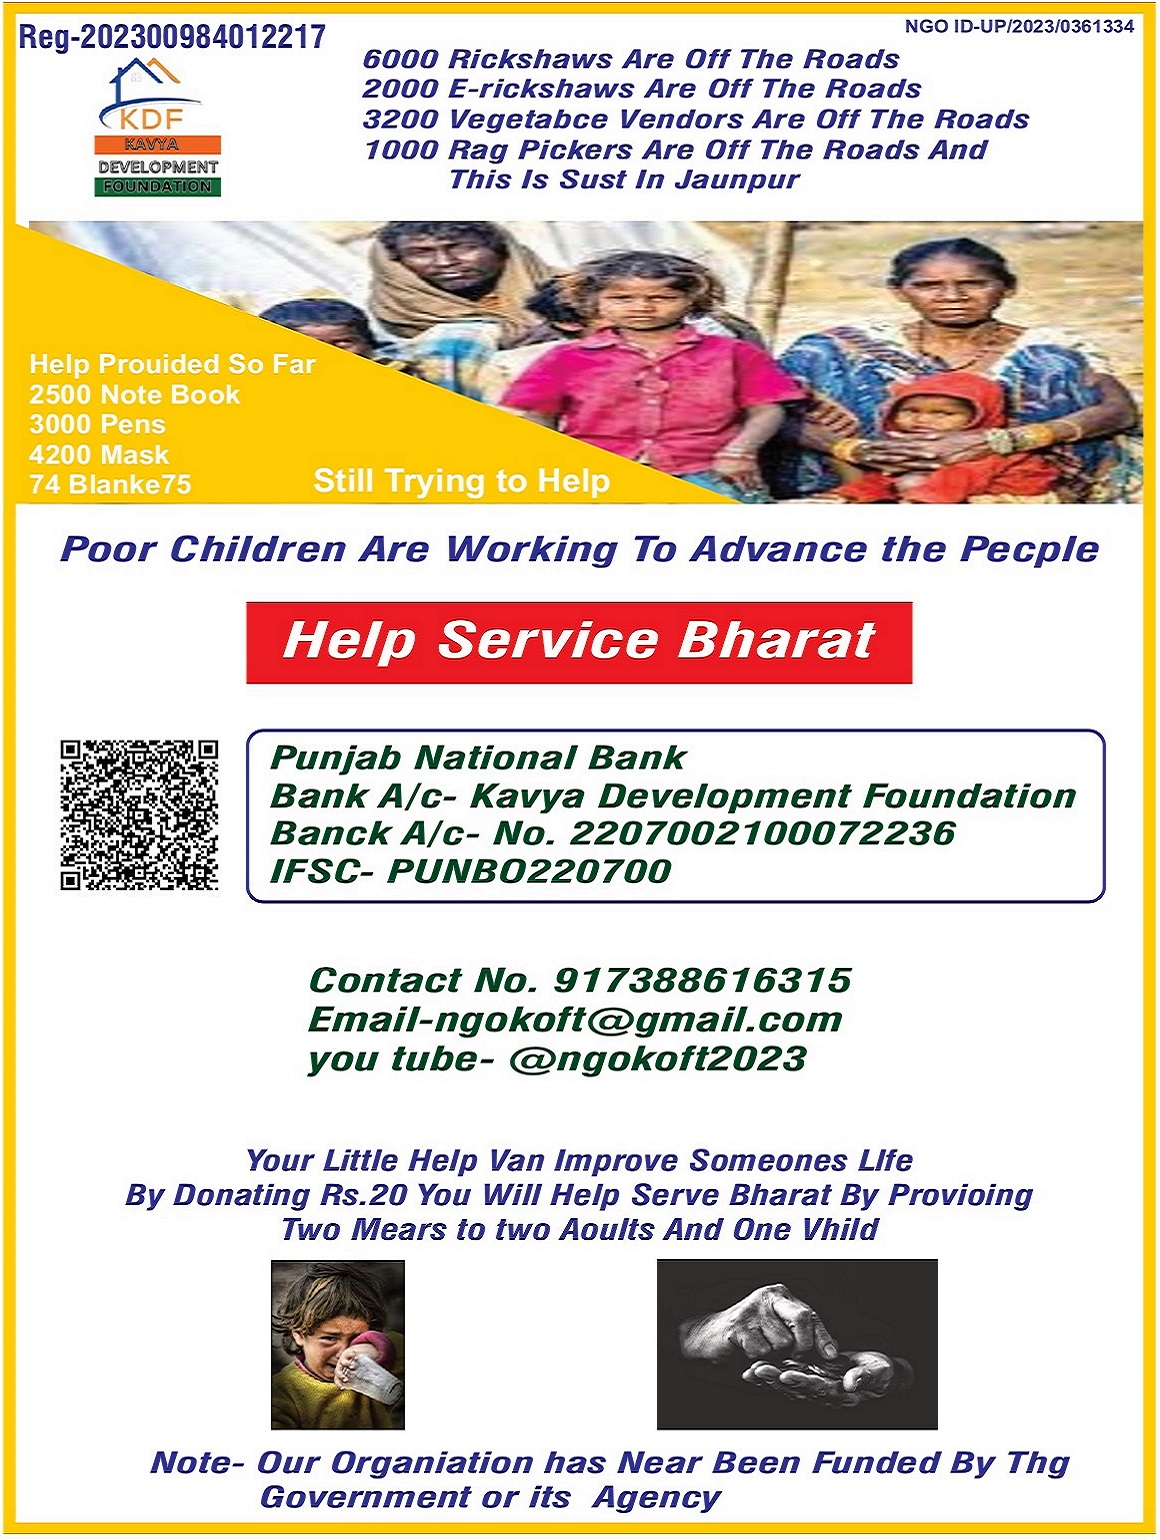 Reg-202300984012217
NGO ID-UP/2023/0361334
KDF
KAVYA
DEVELOPMENT
FOUNDATION
6000 Rickshaws Are Off The Roads
2000 E-rickshaws Are Off The Roads
3200 Vegetabce Vendors Are Off The Roads
1000 Rag Pickers Are Off The Roads And
This Is Sust In Jaunpur
Help Prouided So Far
2500 Note Book
3000 Pens
4200 Mask
74 Blanke75
Still Trying to Help
Poor Children Are Working To Advance the Pecple
Help Service Bharat
Punjab National Bank
Bank A/c- Kavya Development Foundation
Banck A/c- No. 2207002100072236
IFSC- PUNBO220700
Contact No. 917388616315
Email-ngokoft@gmail.com
you tube- @ngokoft2023
Your Little Help Van Improve Someones LIfe
By Donating Rs.20 You Will Help Serve Bharat By Provioing
Two Mears to two Aoults And One Vhild
Note- Our Organiation has Near Been Funded By Thg
Government or its Agency